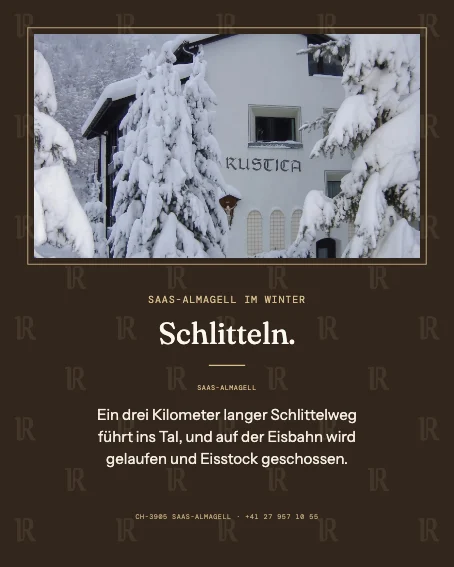 RUSTICA
SAAS-ALMAGELL IM WINTER
Schlitteln.
SAAS-ALMAGELL
Ein drei Kilometer langer Schlittelweg
führt ins Tal, und auf der Eisbahn wird
gelaufen und Eisstock geschossen.
CH-3905 SAAS-ALMAGELL · +41 27 957 10 55